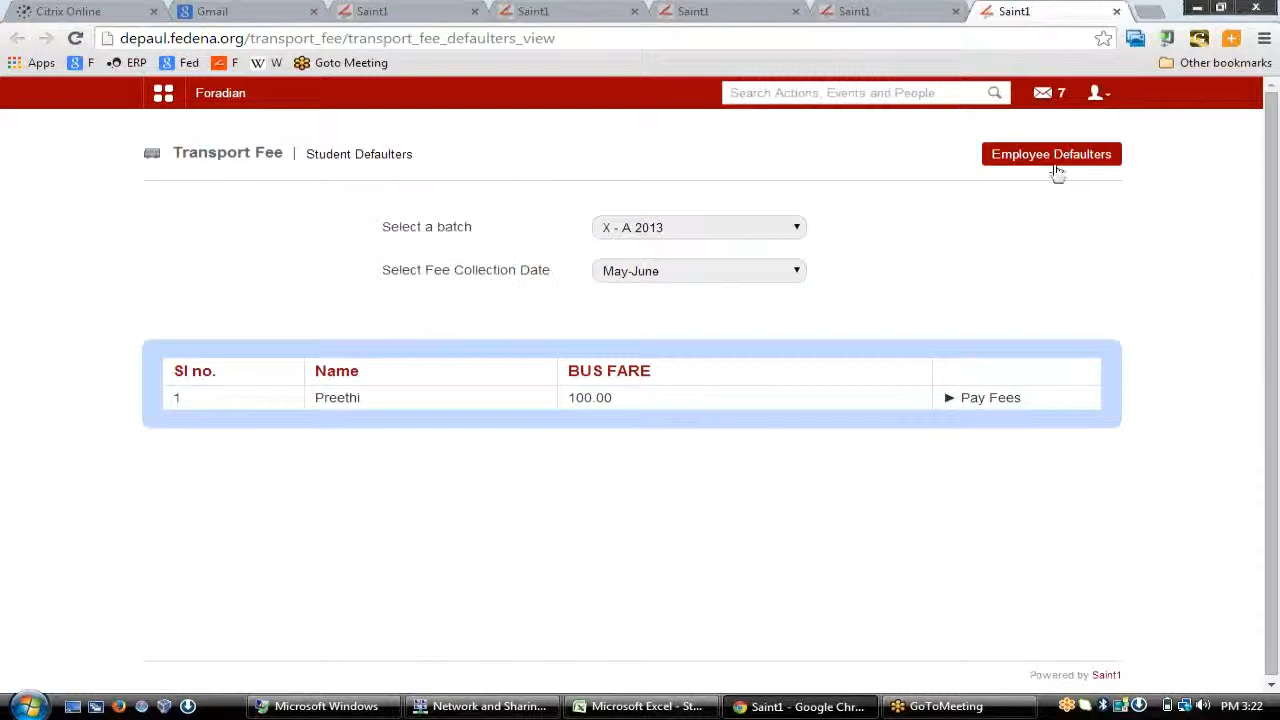 Citrix Online
Gmail
Saint1
Saint1
Saint1
Saint1
Saint1
depaul.fedena.org/transport_fee/transport_fee_defaulters_view
Apps
F
ERP
Fed
F
W
Goto Meeting
Other bookmarks
Foradian
Search Actions, Events and People
7
Transport Fee | Student Defaulters
Employee Defaulters
Select a batch
X - A 2013
Select Fee Collection Date
May-June
Sl no. Name BUS FARE
1 Preethi 100.00 ► Pay Fees
Powered by Saint1
Microsoft Windows
Network and Sharin...
Microsoft Excel - St...
Saint1 - Google Chr...
GoToMeeting
PM 3:22